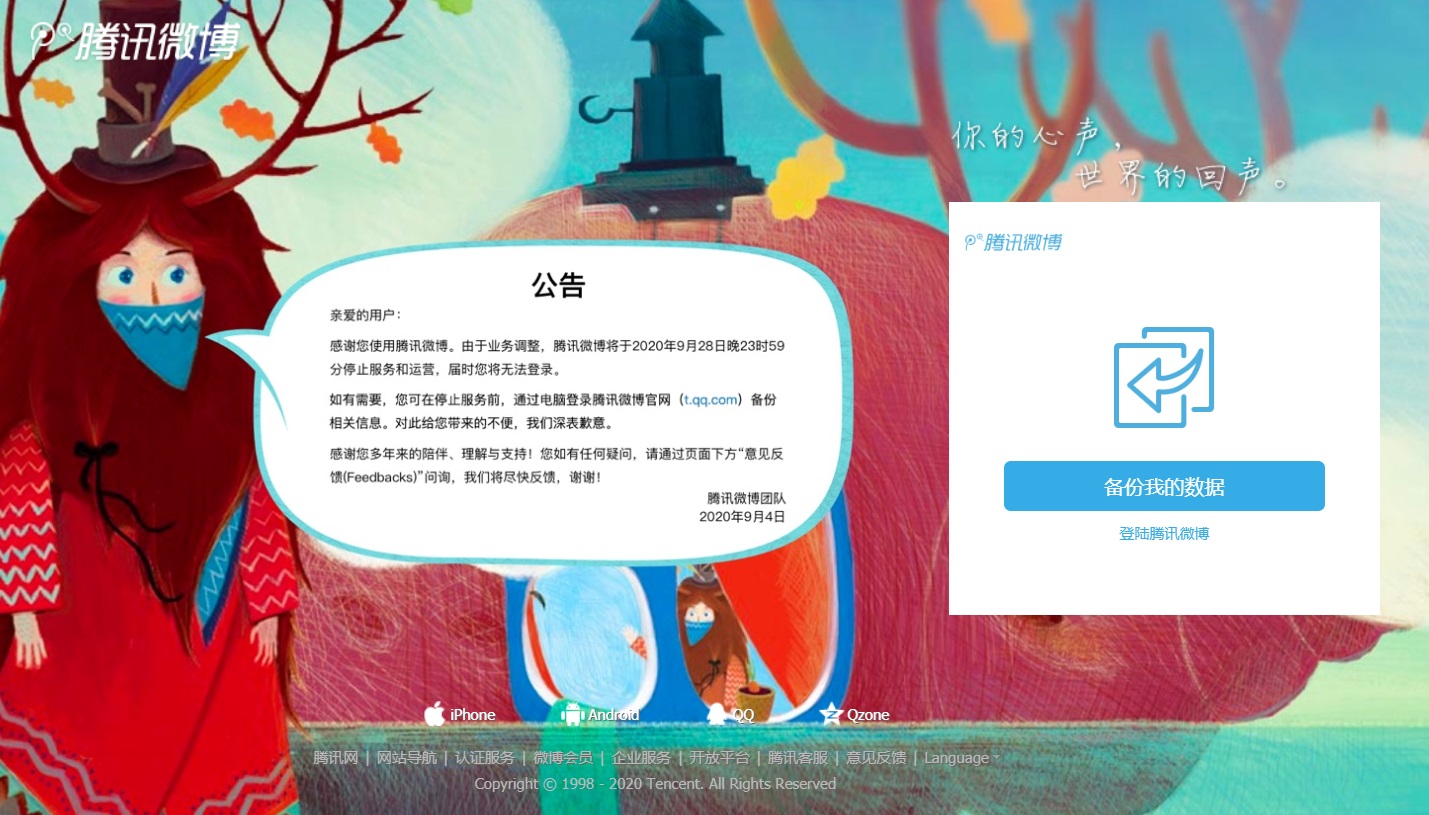 腾讯微博
你的心声，
世界的回声。
公告
亲爱的用户：
感谢您使用腾讯微博。由于业务调整，腾讯微博将于2020年9月28日晚23时59
分停止服务和运营，届时您将无法登录。
如有需要，您可在停止服务前，通过电脑登录腾讯微博官网（t.qq.com）备份
相关信息。对此给您带来的不便，我们深表歉意。
感谢您多年来的陪伴、理解与支持！您如有任何疑问，请通过页面下方“意见反
馈(Feedbacks)”问询，我们将尽快反馈，谢谢！
腾讯微博团队
2020年9月4日
腾讯微博
备份我的数据
登陆腾讯微博
iPhone Android QQ Qzone
腾讯网 | 网站导航 | 认证服务 | 微博会员 | 企业服务 | 开放平台 | 腾讯客服 | 意见反馈 | Language
Copyright © 1998 - 2020 Tencent. All Rights Reserved